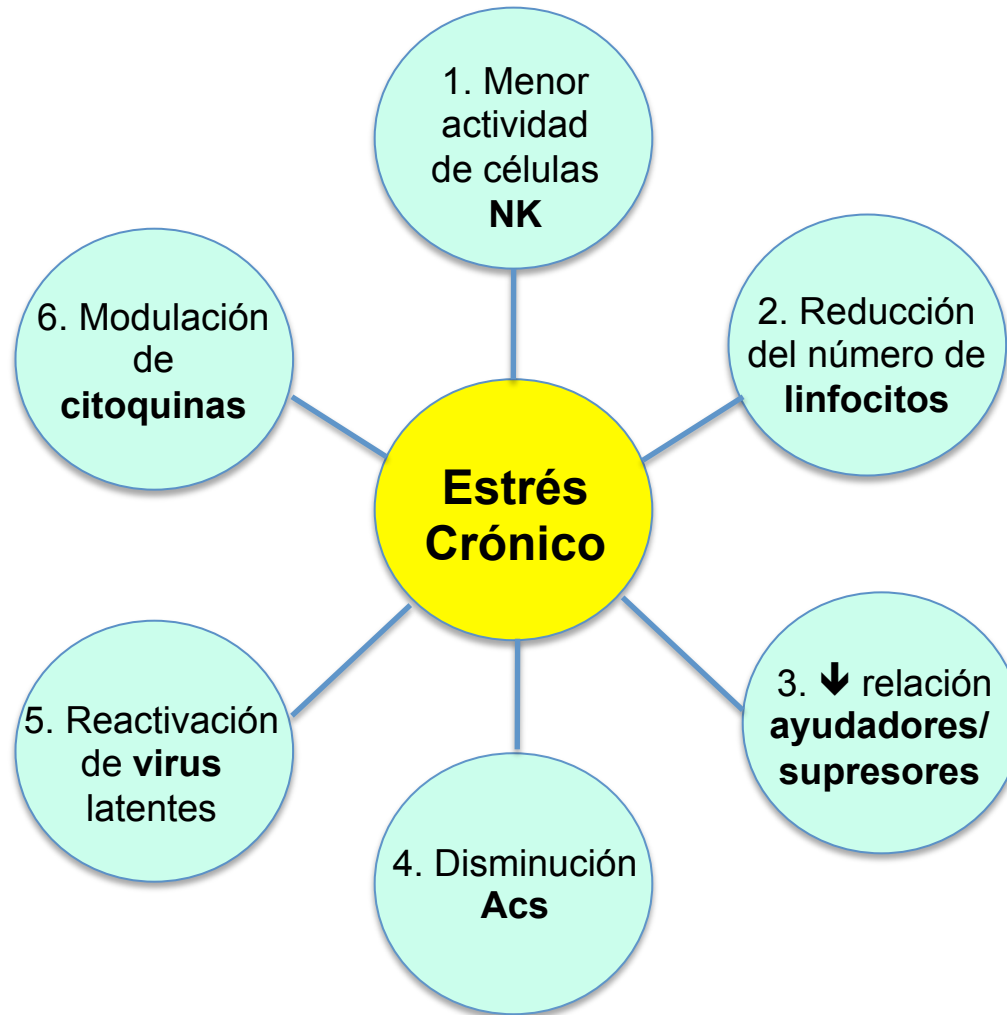 1. Menor
actividad
de células
NK
2. Reducción
del número de
linfocitos
3. 🡻 relación
ayudadores/
supresores
4. Disminución
Acs
5. Reactivación
de virus
latentes
6. Modulación
de
citoquinas
Estrés
Crónico